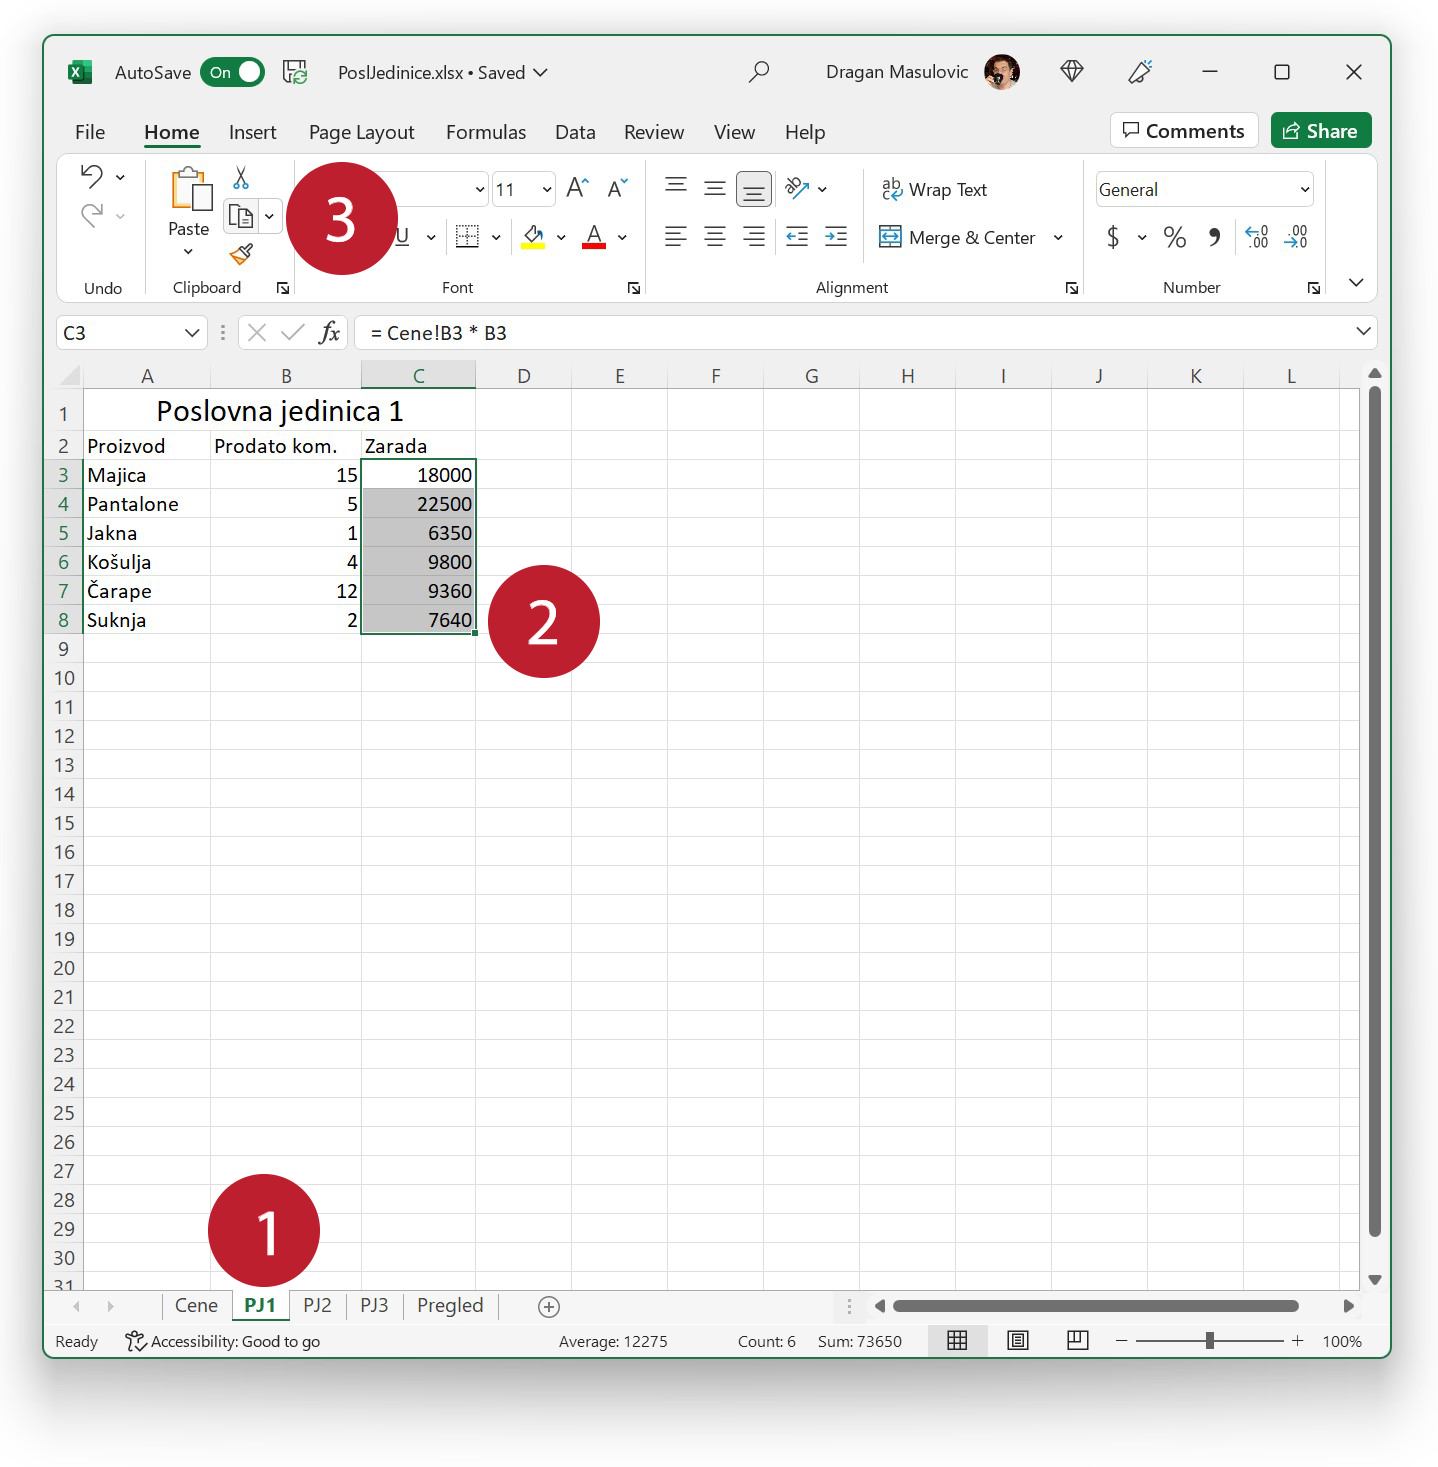 AutoSave On PoslJedinice.xlsx • Saved Dragan Masulovic
File Home Insert Page Layout Formulas Data Review View Help Comments Share
Paste
Undo Clipboard
3
11 A A
U A
Font
ab Wrap Text
Merge & Center
Alignment
General
$ % 9 .00 .00
Number
C3 fx = Cene!B3 * B3
A B C D E F G H I J K L
1 Poslovna jedinica 1
2 Proizvod Prodato kom. Zarada
3 Majica 15 18000
4 Pantalone 5 22500
5 Jakna 1 6350
6 Košulja 4 9800
7 Čarape 12 9360
8 Suknja 2 7640
2
9
10
11
12
13
14
15
16
17
18
19
20
21
22
23
24
25
26
27
28
29
30
31
1
Cene PJ1 PJ2 PJ3 Pregled
Ready Accessibility: Good to go Average: 12275 Count: 6 Sum: 73650 100%